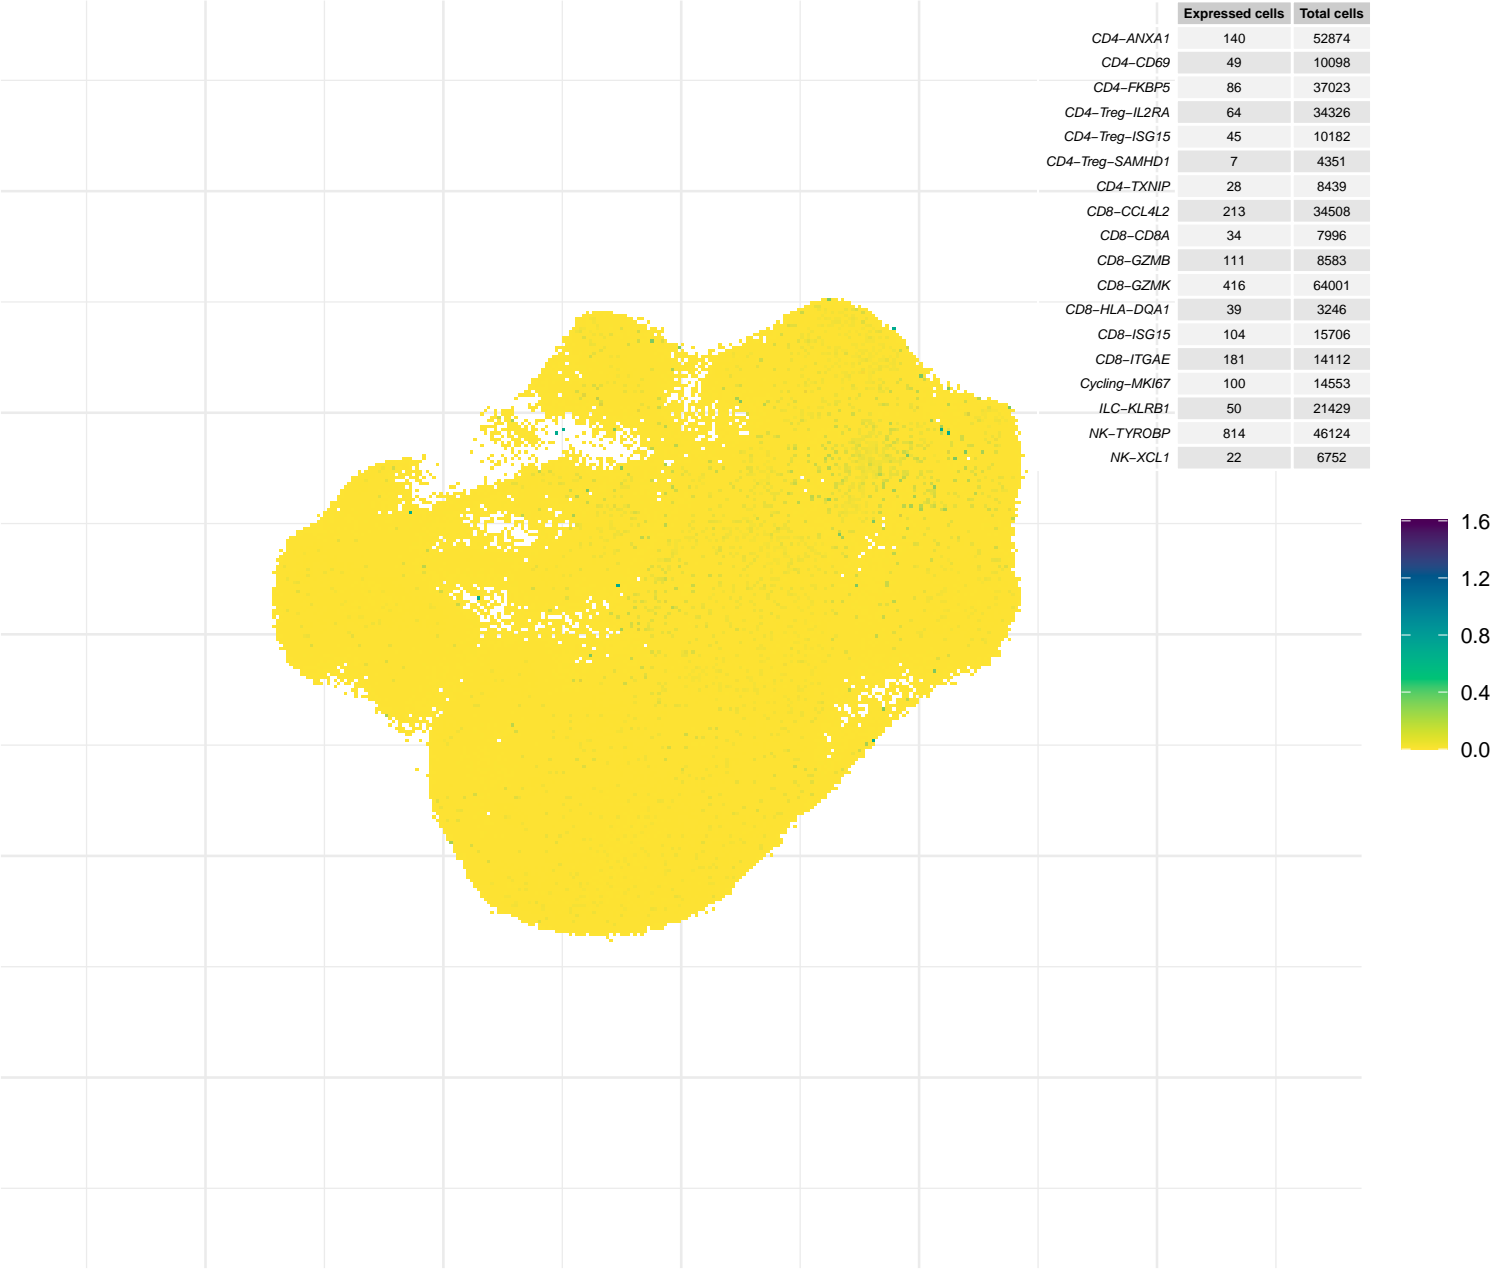 Expressed cells Total cells
CD4−ANXA1 140 52874
CD4−CD69 49 10098
CD4−FKBP5 86 37023
CD4−Treg−IL2RA 64 34326
CD4−Treg−ISG15 45 10182
CD4−Treg−SAMHD1 7 4351
CD4−TXNIP 28 8439
CD8−CCL4L2 213 34508
CD8−CD8A 34 7996
CD8−GZMB 111 8583
CD8−GZMK 416 64001
CD8−HLA−DQA1 39 3246
CD8−ISG15 104 15706
CD8−ITGAE 181 14112
Cycling−MKI67 100 14553
ILC−KLRB1 50 21429
NK−TYROBP 814 46124
NK−XCL1 22 6752
1.6
1.2
0.8
0.4
0.0